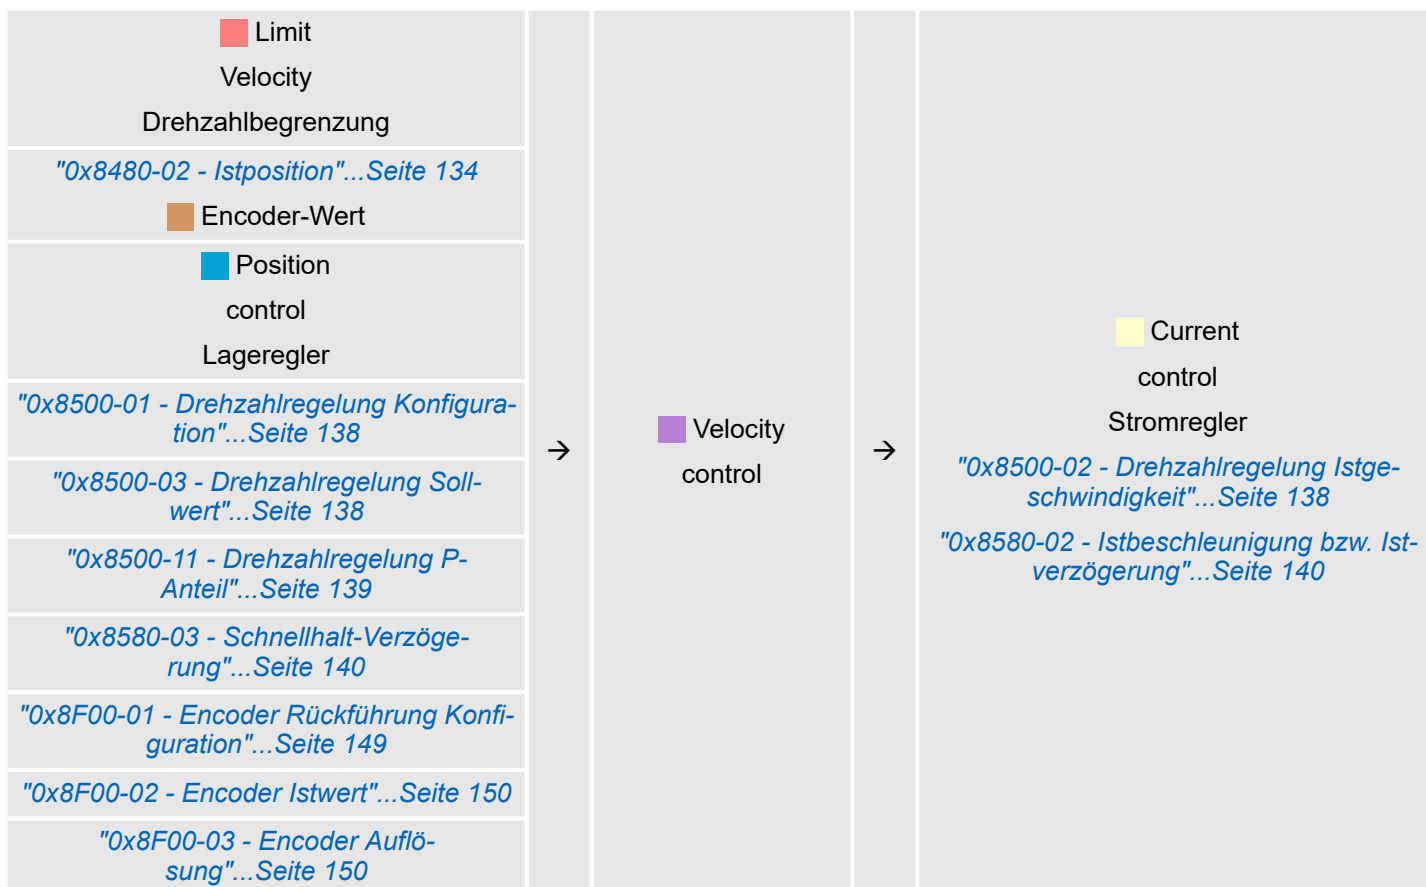 Limit
Velocity
Drehzahlbegrenzung
"0x8480-02 - Istposition"...Seite 134
Encoder-Wert
Position
control
Lageregler
"0x8500-01 - Drehzahlregelung Konfigura-
tion"...Seite 138
"0x8500-03 - Drehzahlregelung Soll-
wert"...Seite 138
"0x8500-11 - Drehzahlregelung P-
Anteil"...Seite 139
"0x8580-03 - Schnellhalt-Verzöge-
rung"...Seite 140
"0x8F00-01 - Encoder Rückführung Konfi-
guration"...Seite 149
"0x8F00-02 - Encoder Istwert"...Seite 150
"0x8F00-03 - Encoder Auflö-
sung"...Seite 150
→
Velocity
control
→
Current
control
Stromregler
"0x8500-02 - Drehzahlregelung Istge-
schwindigkeit"...Seite 138
"0x8580-02 - Istbeschleunigung bzw. Ist-
verzögerung"...Seite 140